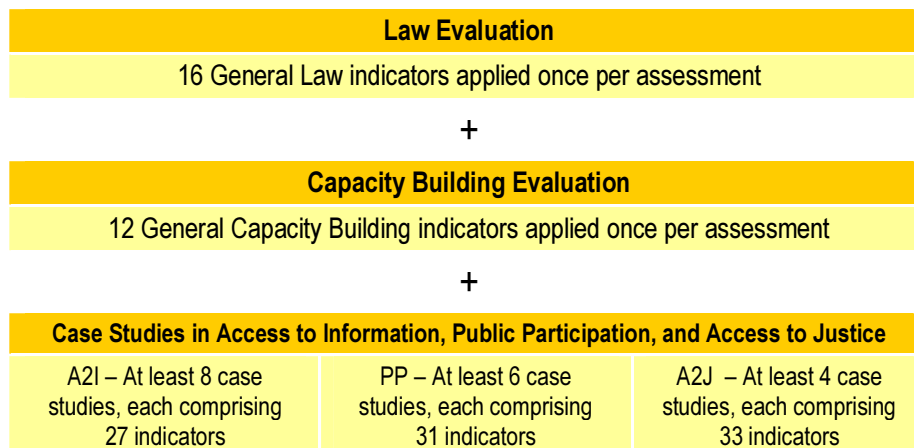 Law Evaluation
16 General Law indicators applied once per assessment
+
Capacity Building Evaluation
12 General Capacity Building indicators applied once per assessment
+
Case Studies in Access to Information, Public Participation, and Access to Justice
A2I – At least 8 case
studies, each comprising
27 indicators
PP – At least 6 case
studies, each comprising
31 indicators
A2J – At least 4 case
studies, each comprising
33 indicators